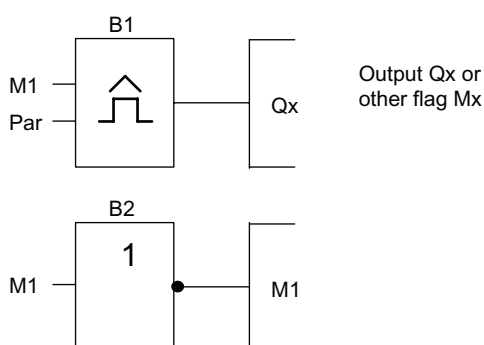 B1
M1
Par
Qx
Output Qx or
other flag Mx
B2
1
M1
M1